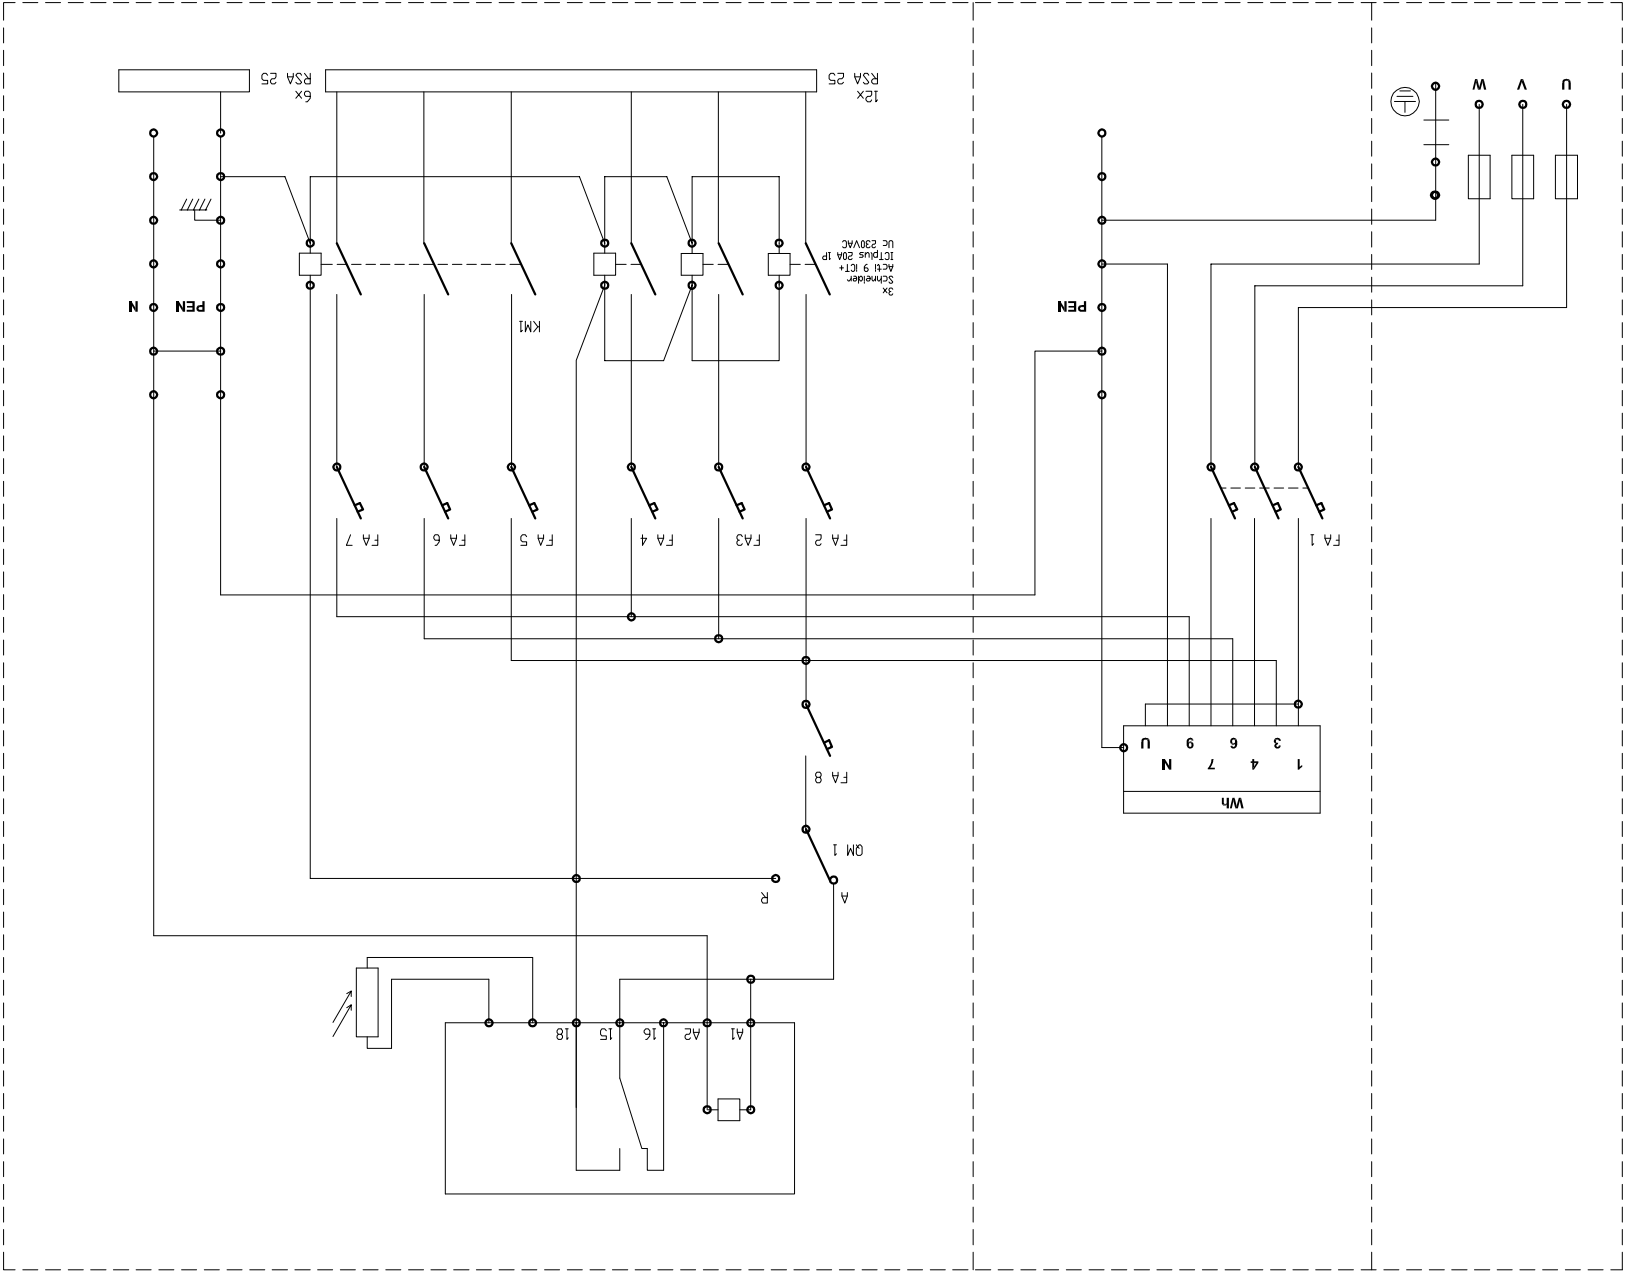 A1 A2 16 15 18
A R
QM 1
Wh
FA 8
1 4 7 N
3 6 9 U
FA 1 FA 2 FA3 FA 4 FA 5 FA 6 FA 7
KM1
PEN PEN N
3x
Schneider
Acti 9 iCT+
ICTplus 20A 1P
Uc 230VAC
12x
RSA 25
6x
RSA 25
U V W